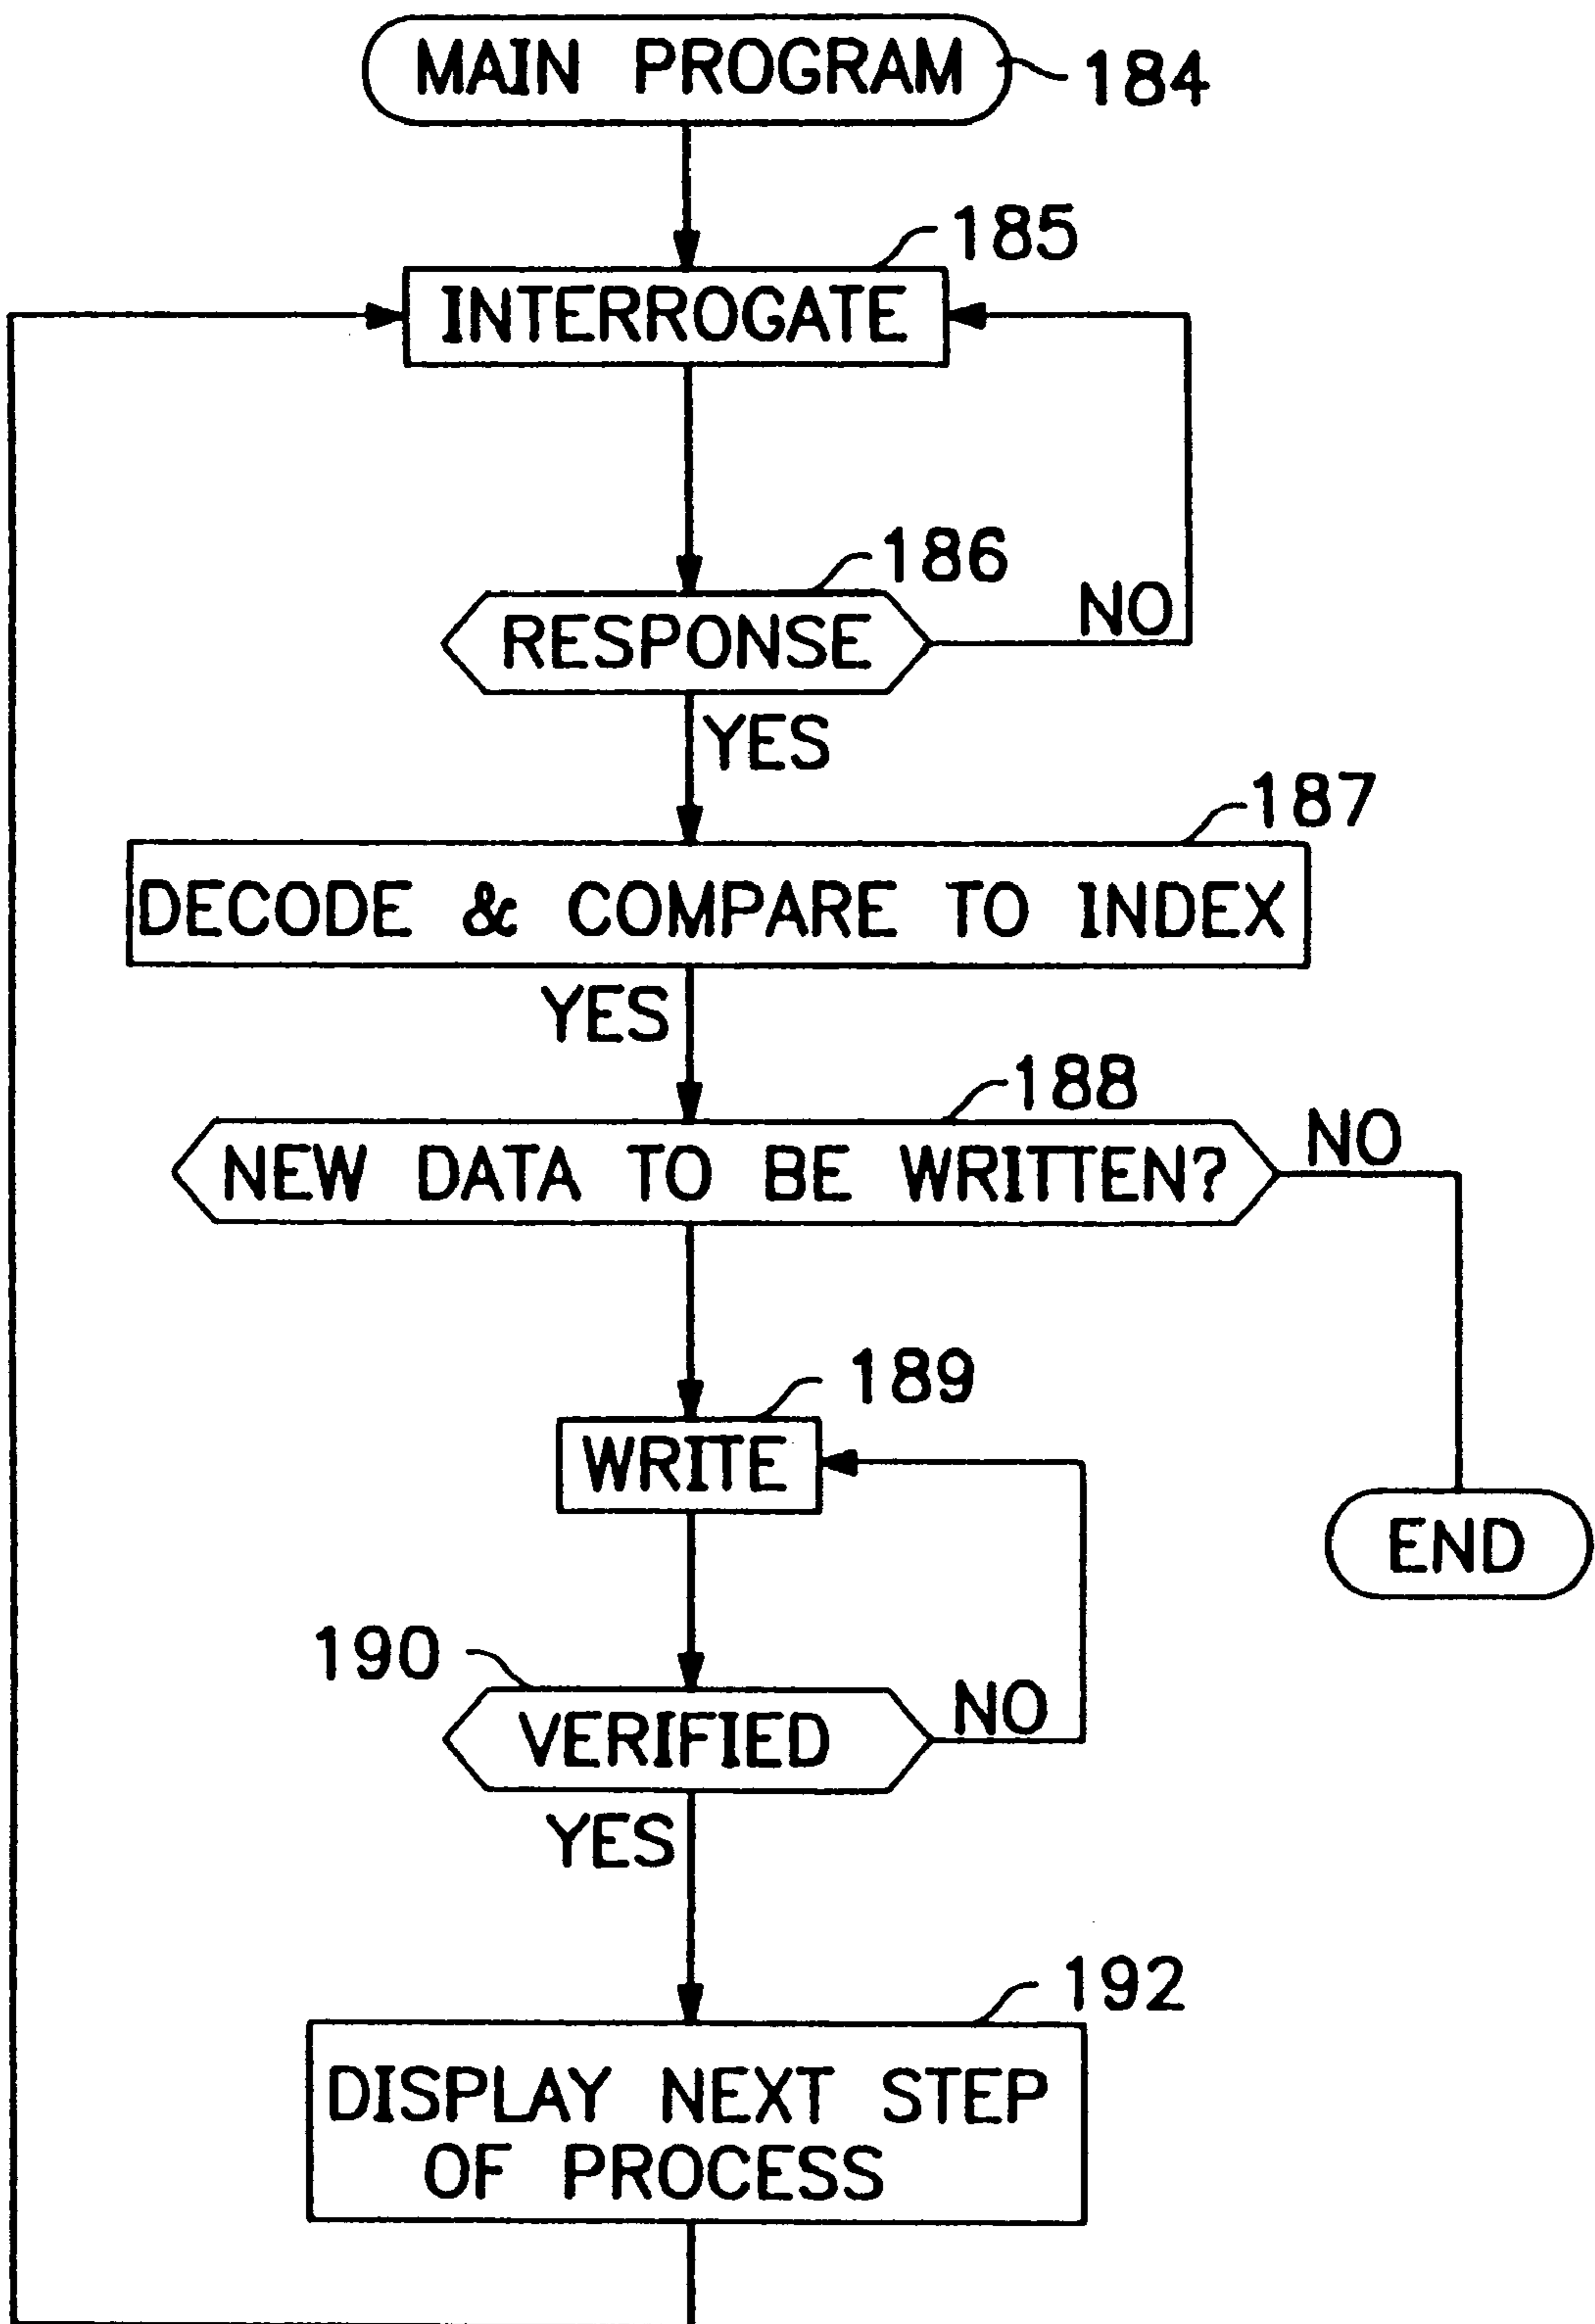 MAIN PROGRAM
184
185
INTERROGATE
186
RESPONSE
NO
YES
187
DECODE & COMPARE TO INDEX
YES
188
NEW DATA TO BE WRITTEN?
NO
189
WRITE
END
190
VERIFIED
NO
YES
192
DISPLAY NEXT STEP
OF PROCESS